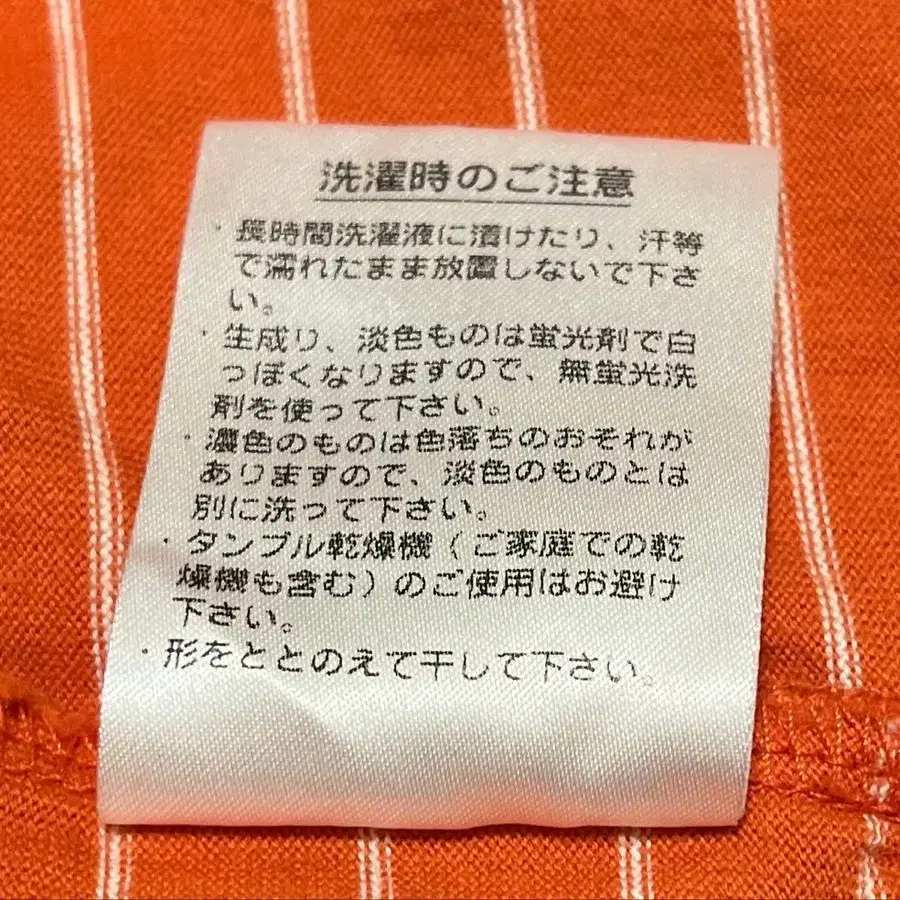 洗濯時のご注意
・長時間洗濯液に漬けたり、汗等
で濡れたまま放置しないで下さ
い。
・生成り、淡色ものは蛍光剤で白
っぽくなりますので、無蛍光洗
剤を使って下さい。
・濃色のものは色落ちのおそれが
ありますので、淡色のものとは
別に洗って下さい。
・タンブル乾燥機（ご家庭での乾
燥機も含む）のご使用はお避け
下さい。
・形をととのえて干して下さい。